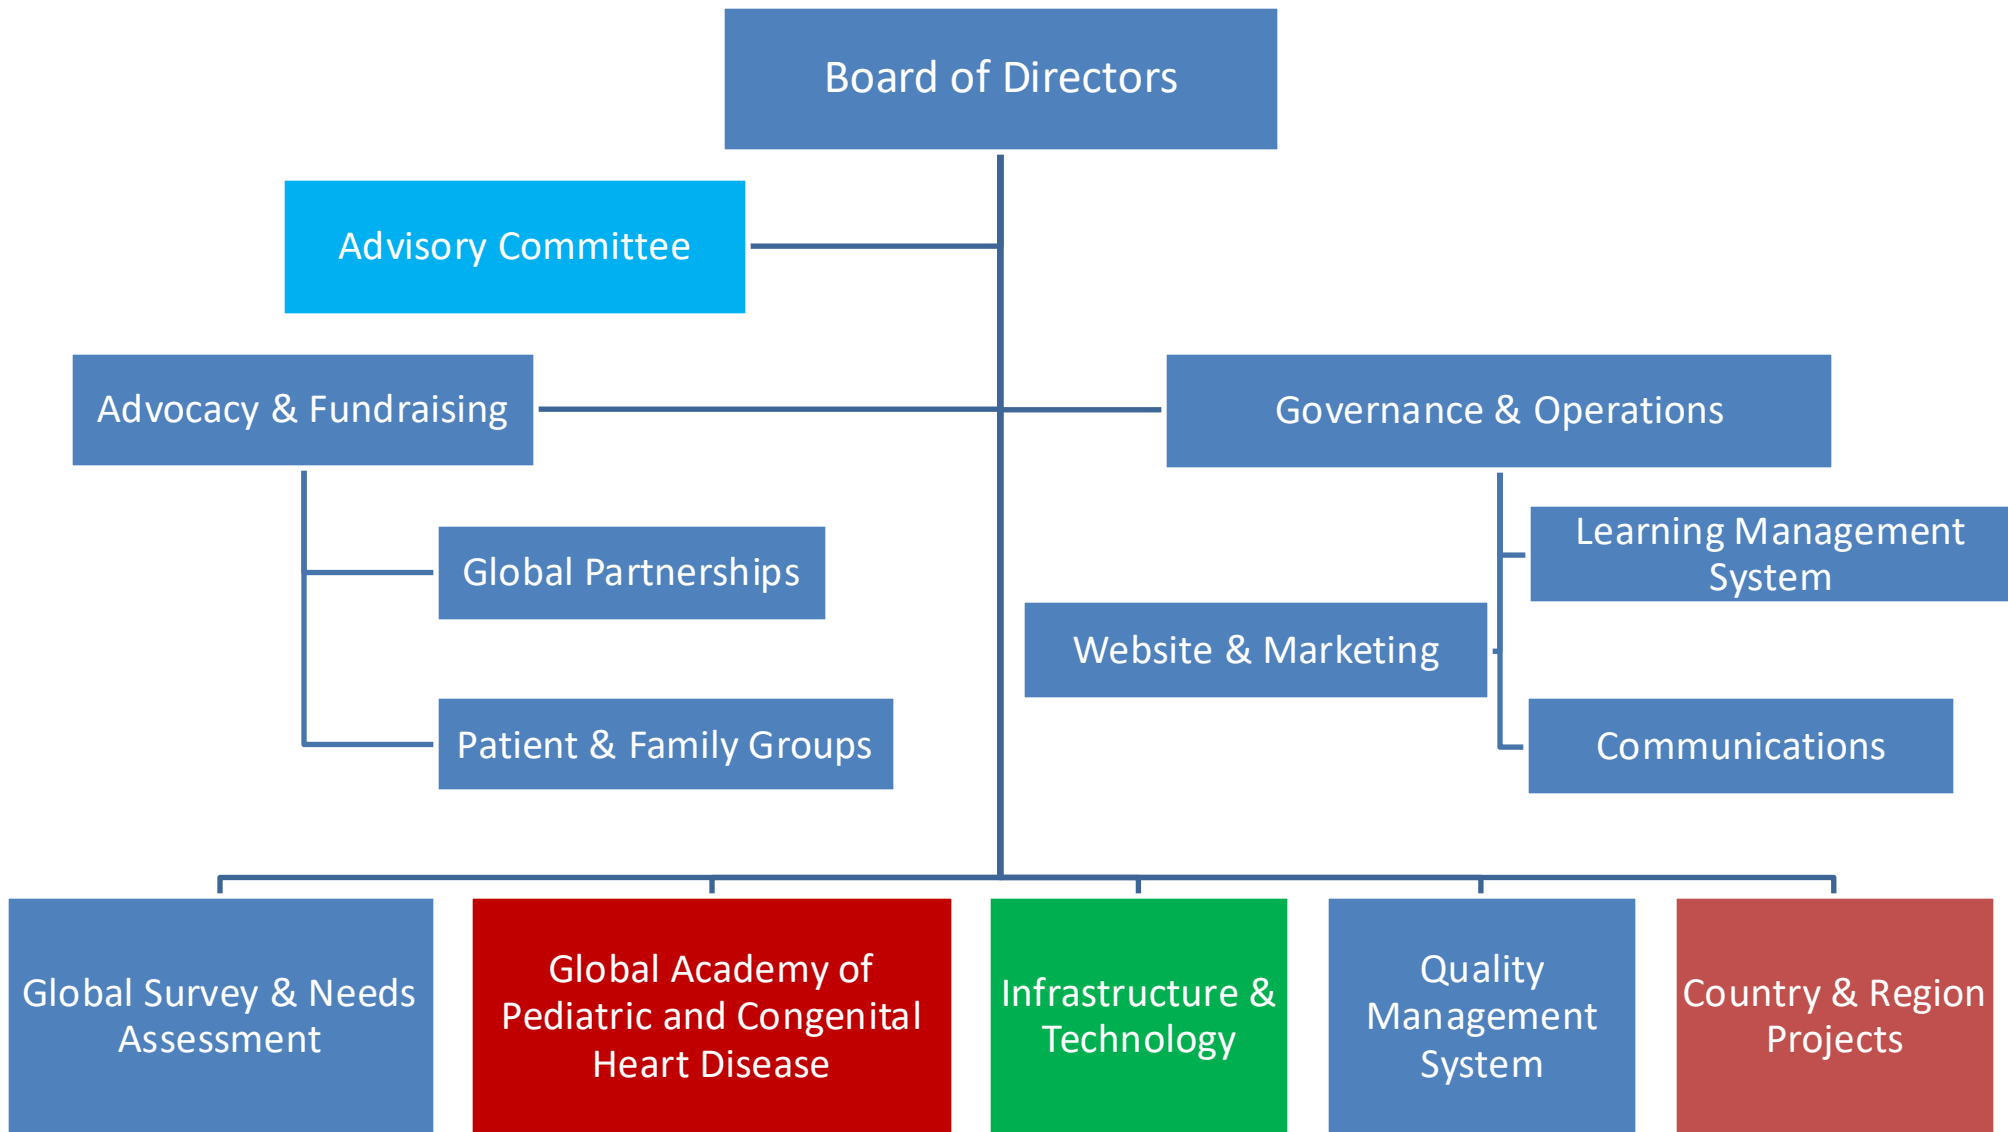 Board of Directors
Advisory Committee
Advocacy & Fundraising
Governance & Operations
Global Partnerships
Learning Management
System
Website & Marketing
Patient & Family Groups
Communications
Global Survey & Needs
Assessment
Global Academy of
Pediatric and Congenital
Heart Disease
Infrastructure &
Technology
Quality
Management
System
Country & Region
Projects